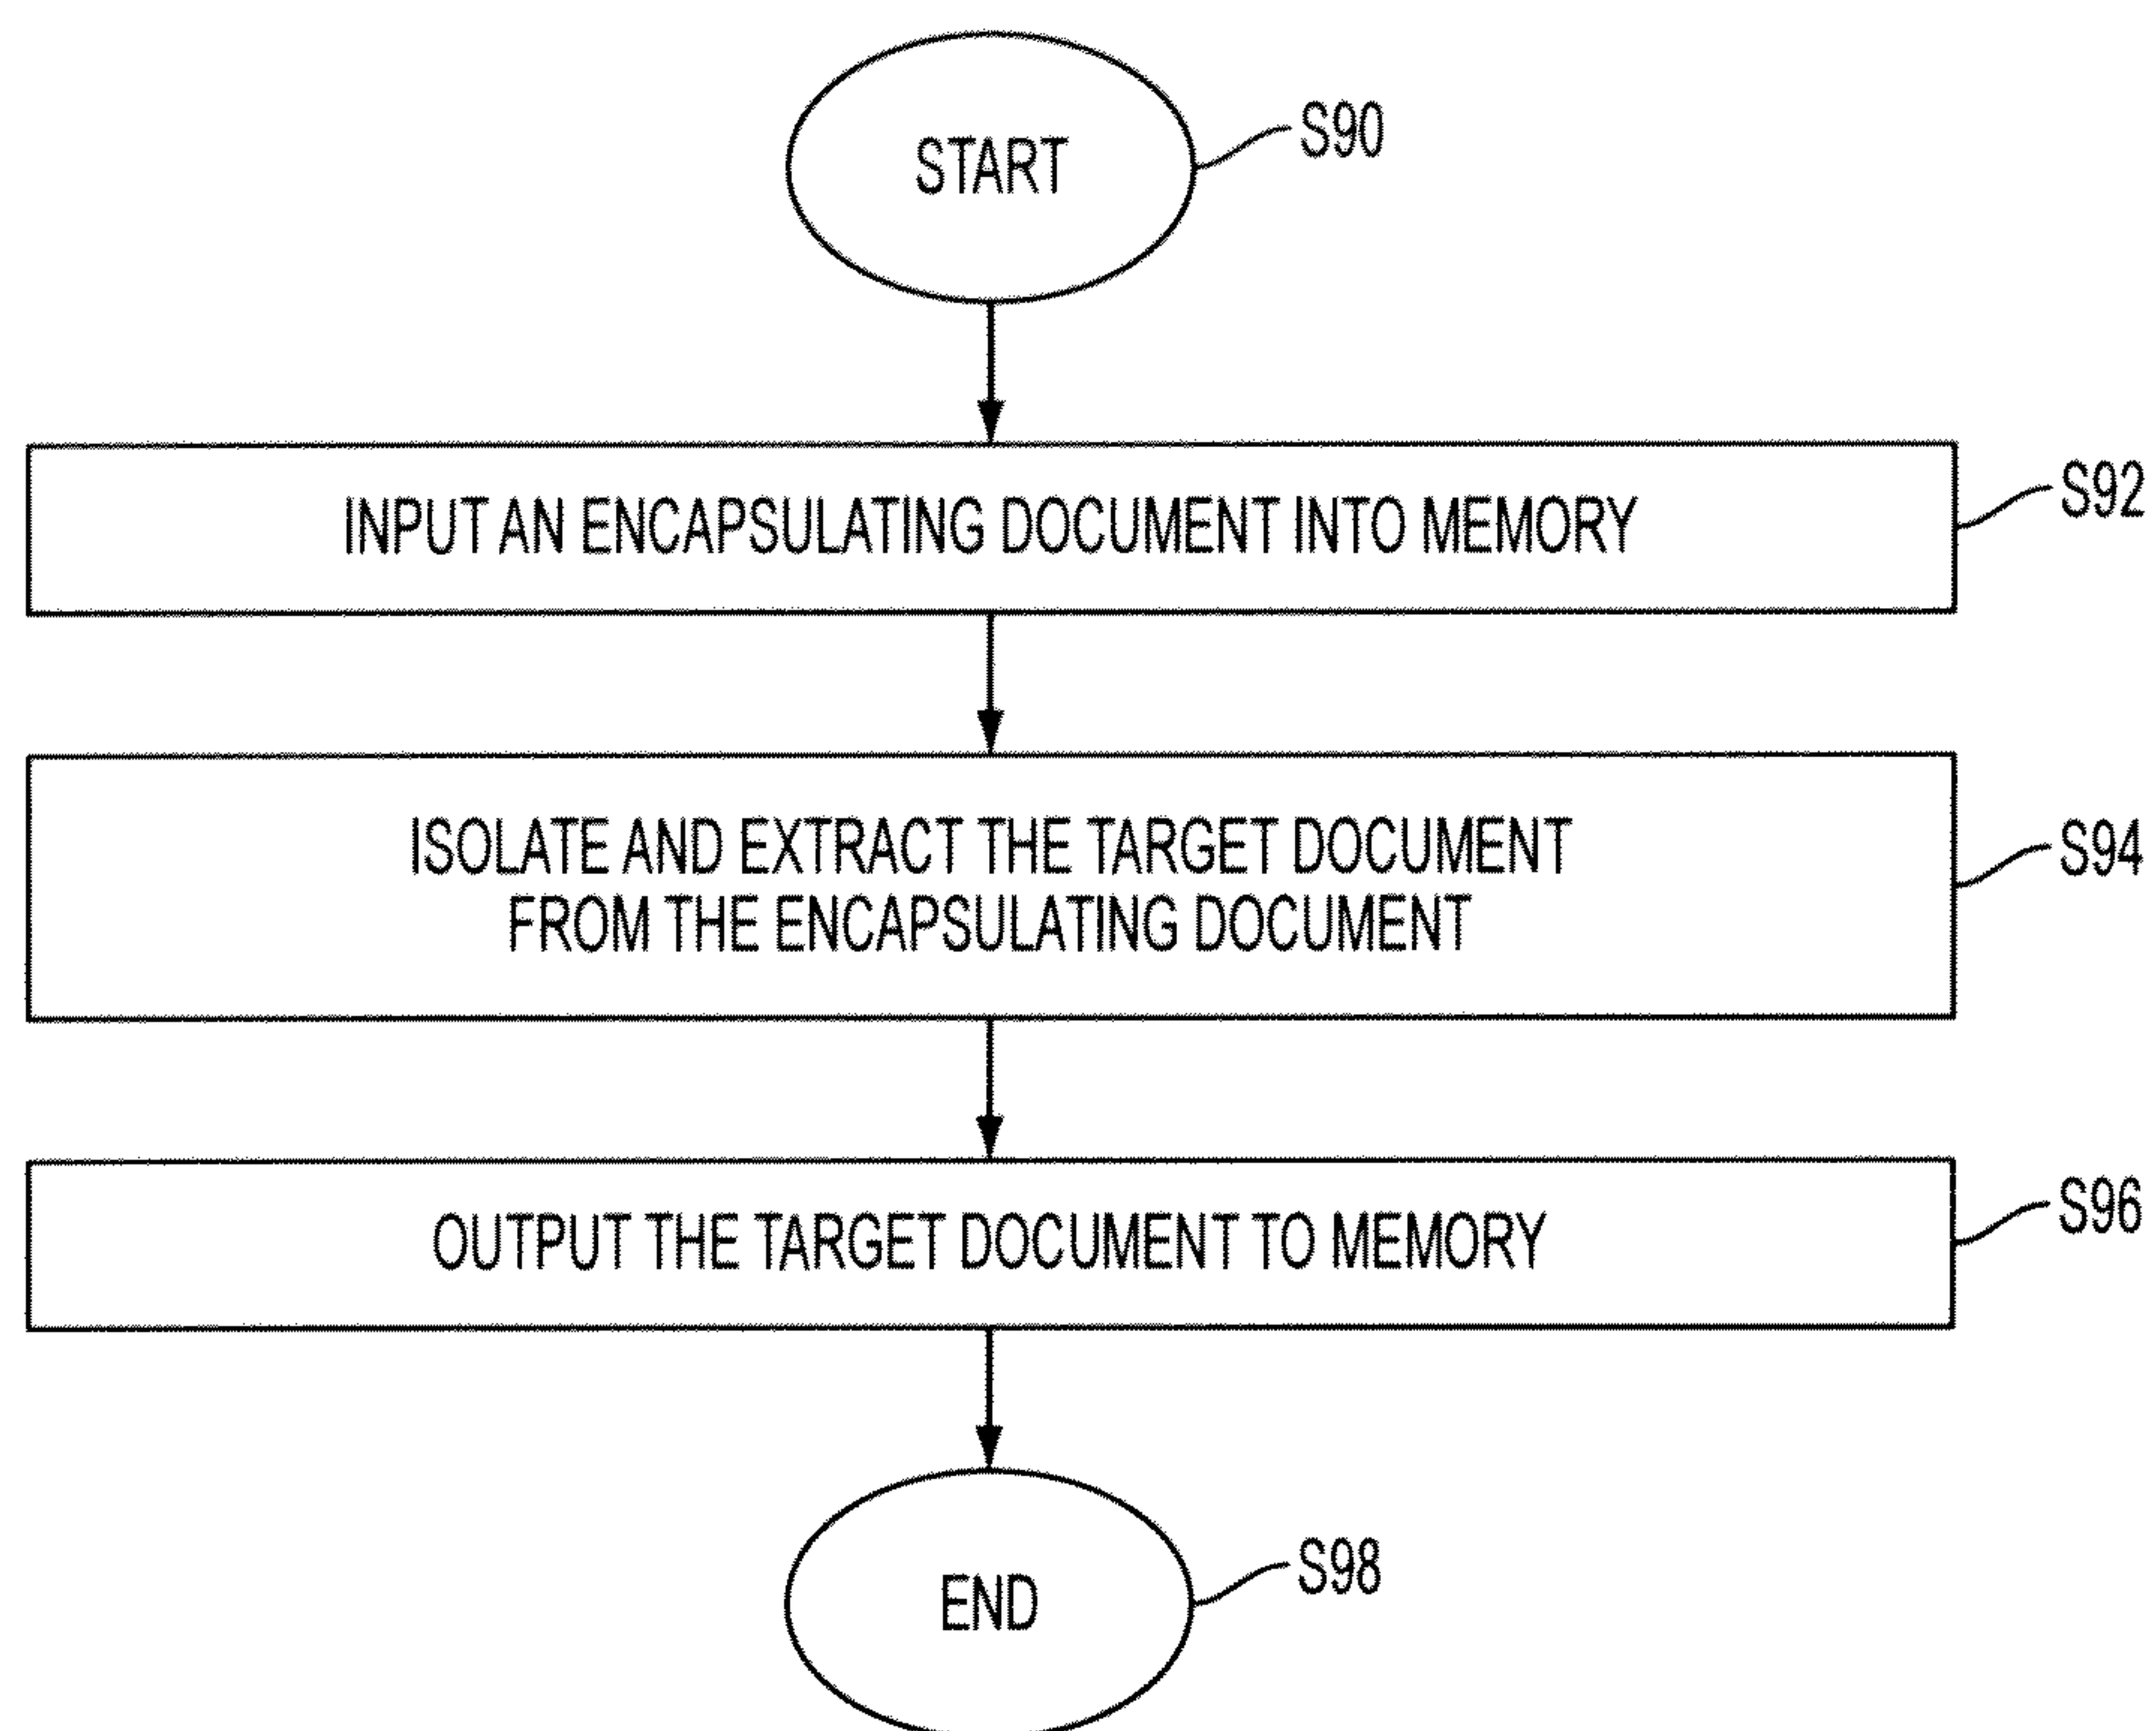 START
S90
INPUT AN ENCAPSULATING DOCUMENT INTO MEMORY
S92
ISOLATE AND EXTRACT THE TARGET DOCUMENT
FROM THE ENCAPSULATING DOCUMENT
S94
OUTPUT THE TARGET DOCUMENT TO MEMORY
S96
END
S98